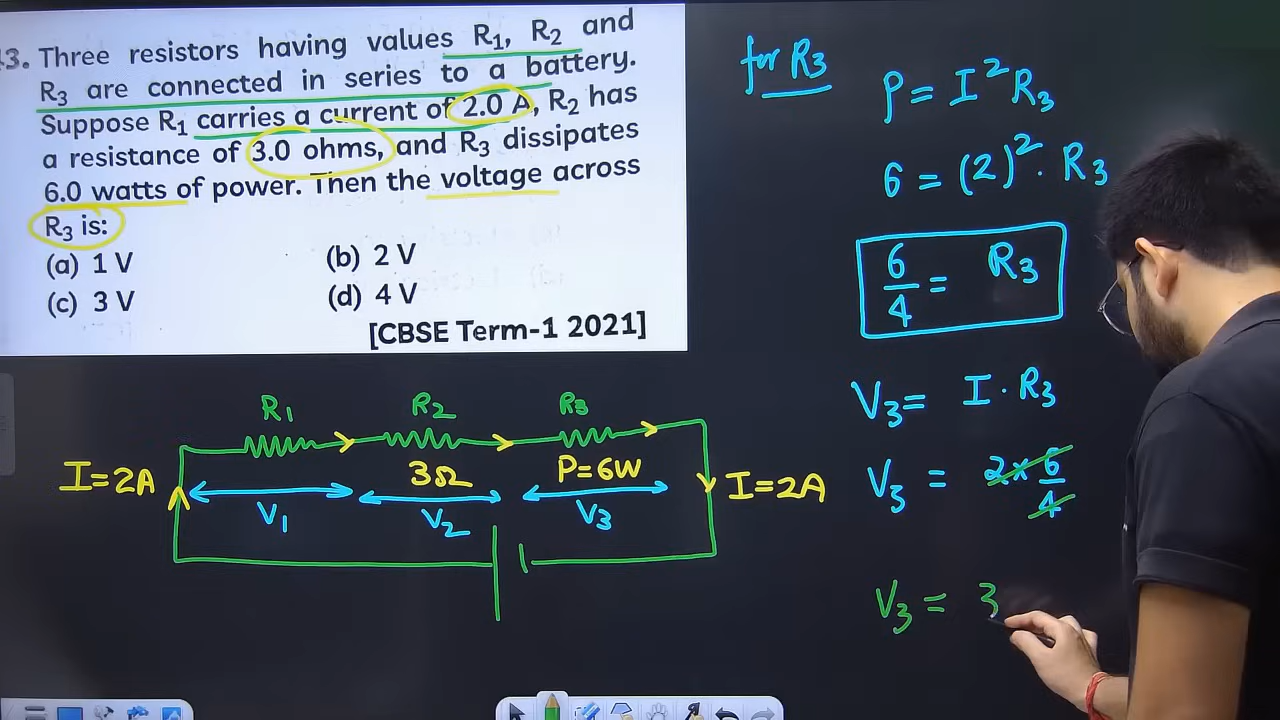 3. Three resistors having values R₁, R₂ and
R₃ are connected in series to a battery.
Suppose R₁ carries a current of 2.0 A, R₂ has
a resistance of 3.0 ohms, and R₃ dissipates
6.0 watts of power. Then the voltage across
R₃ is:
(a) 1 V (b) 2 V
(c) 3 V (d) 4 V
[CBSE Term-1 2021]
R₁ R₂ R₃
I=2A 3Ω P=6W I=2A
V₁ V₂ V₃
for R₃
P = I² R₃
6 = (2)² · R₃
6/4 = R₃
V₃ = I · R₃
V₃ = 2 × 6/4
V₃ = 3